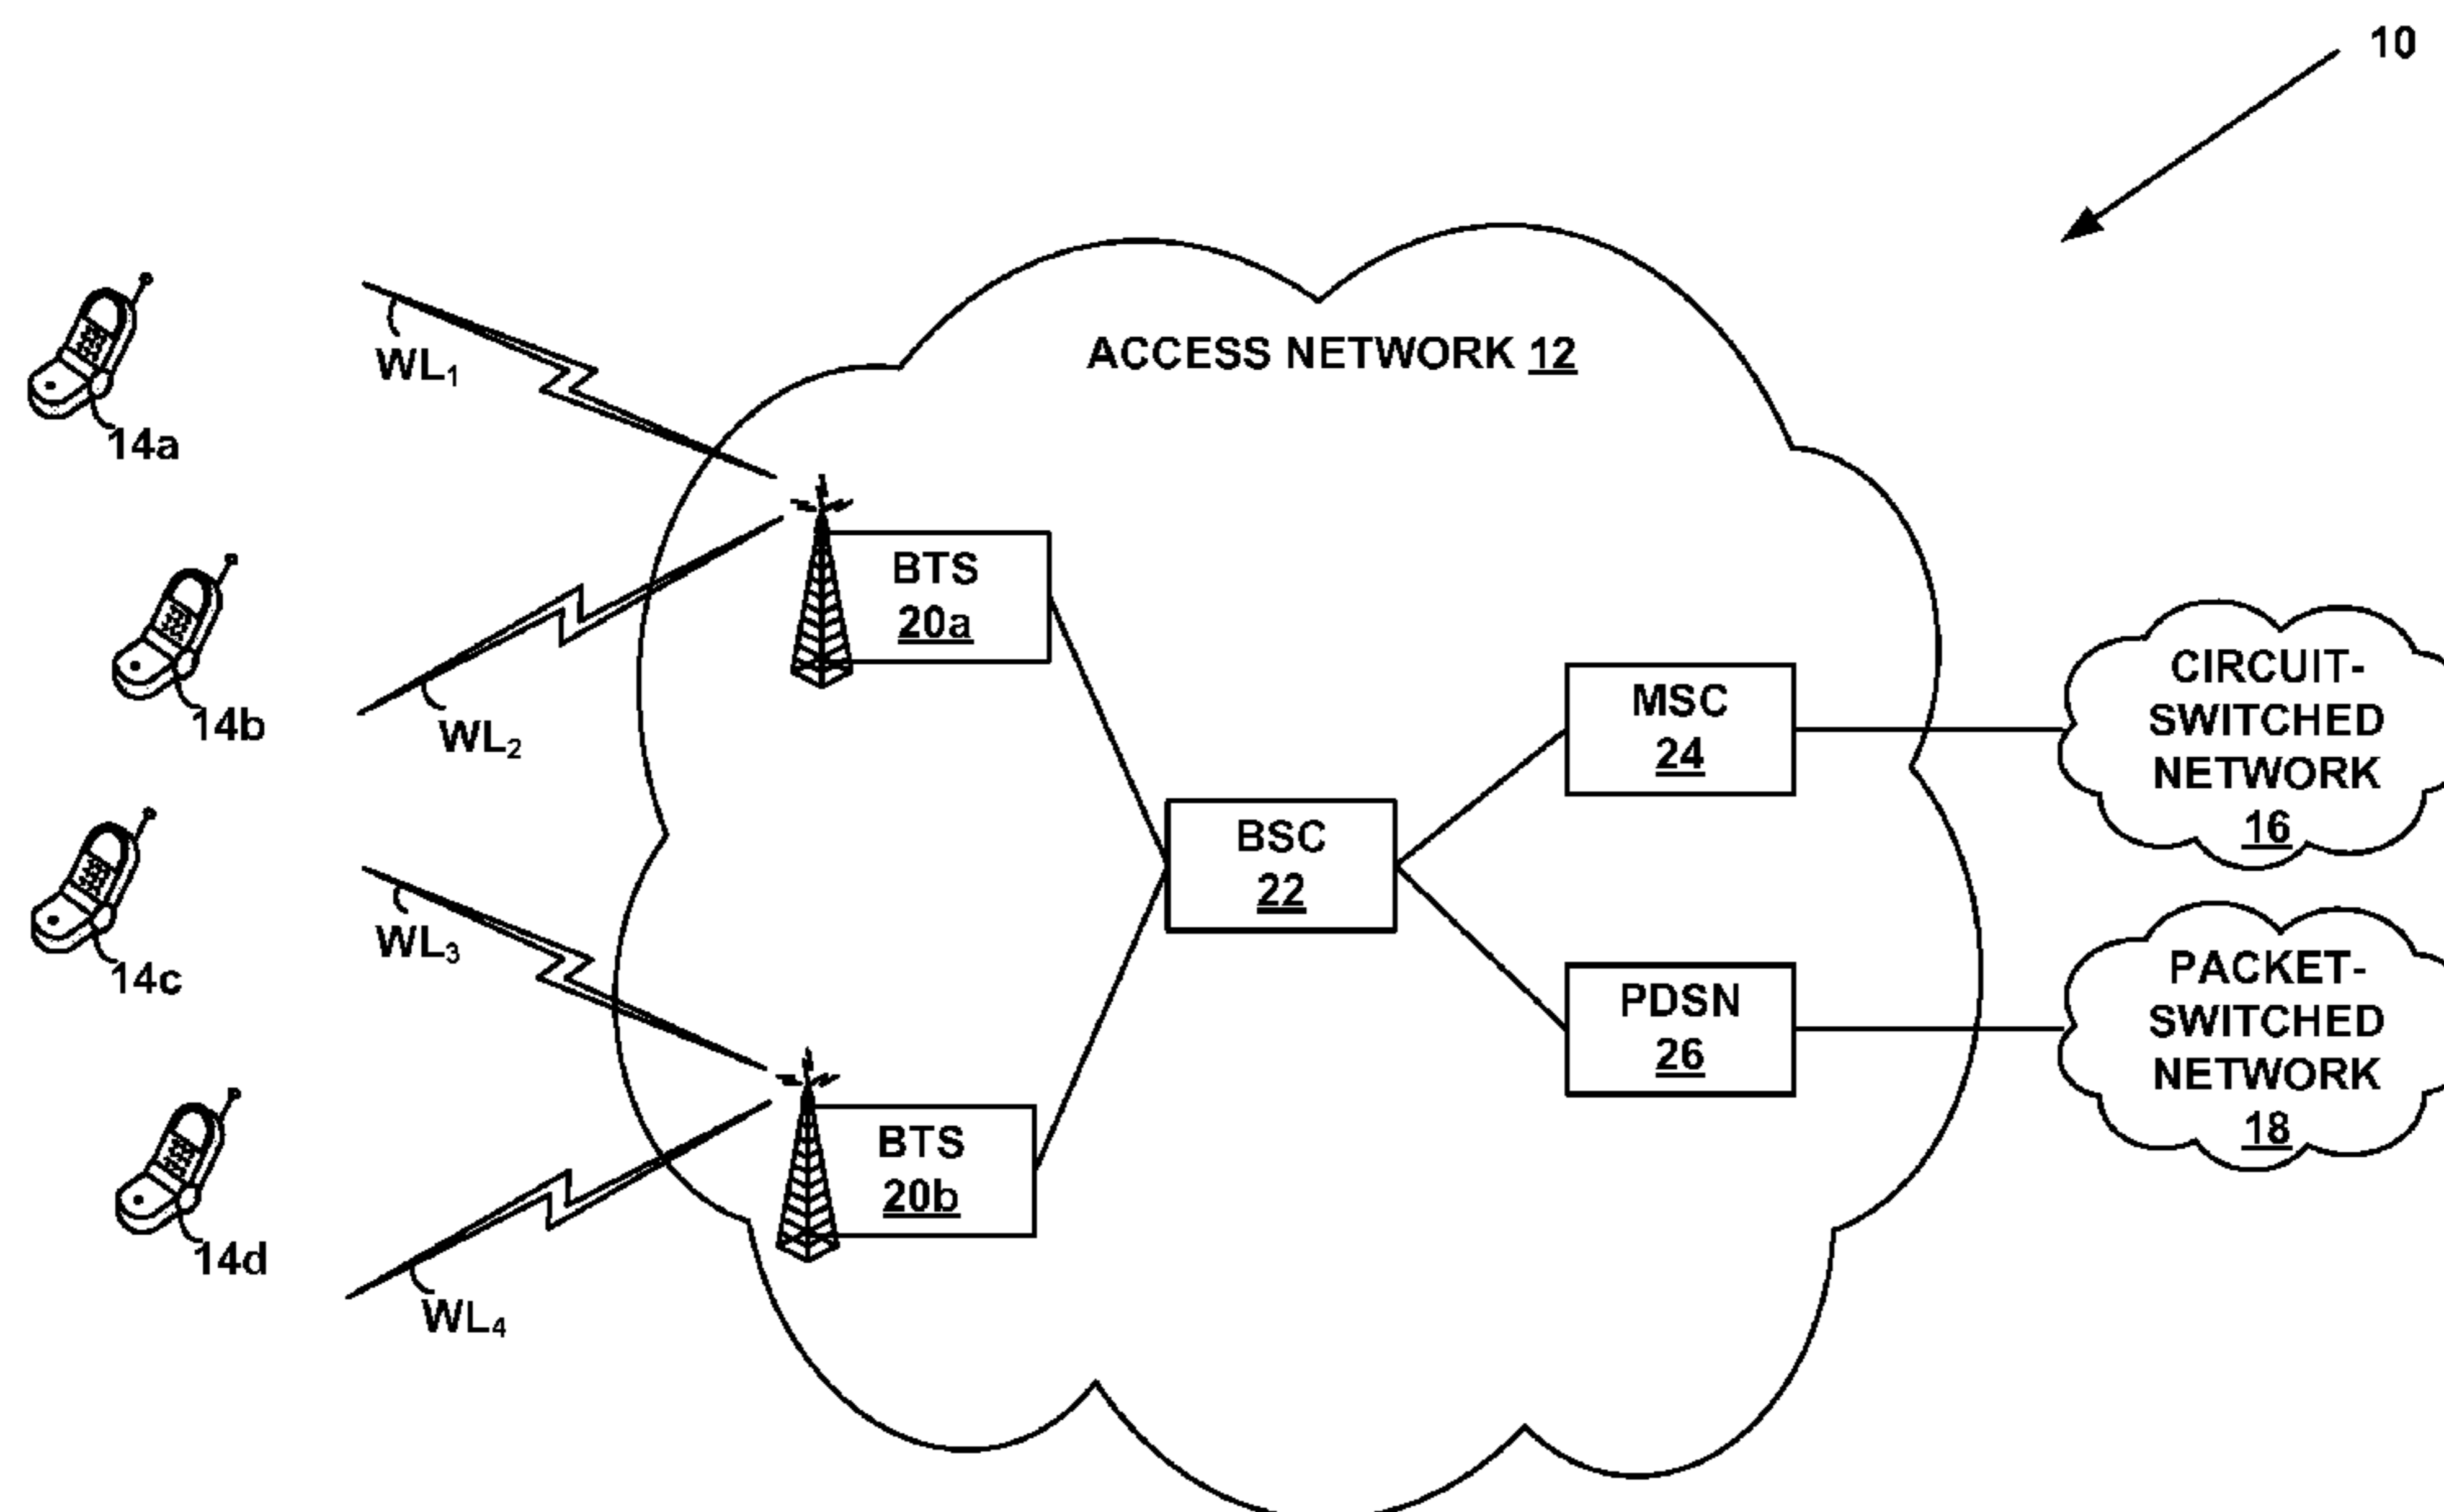 10
ACCESS NETWORK 12
WL1
14a
BTS
20a
14b
WL2
CIRCUIT-
SWITCHED
NETWORK
16
MSC
24
BSC
22
WL3
14c
PACKET-
SWITCHED
NETWORK
18
PDSN
26
BTS
20b
14d
WL4